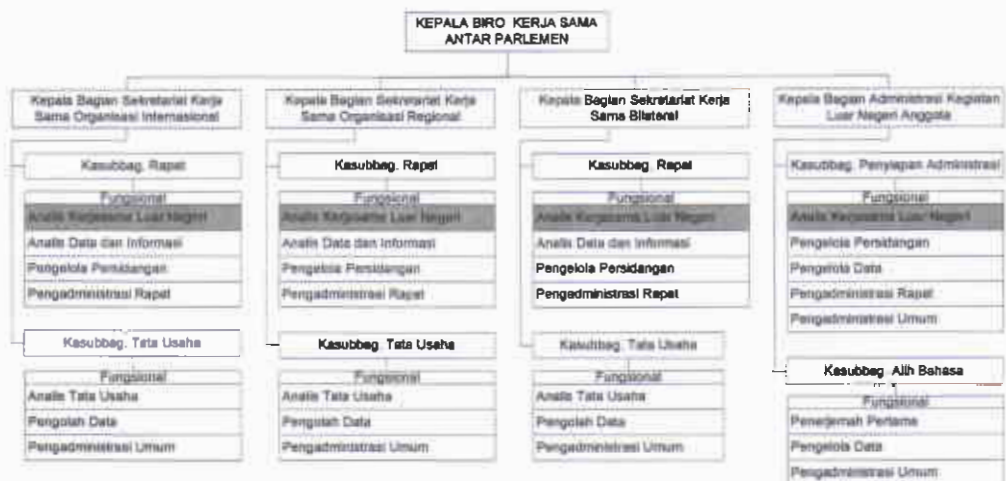 KEPALA BIRO KERJA SAMA
ANTAR PARLEMEN
Kepala Bagian Sekretariat Kerja
Sama Organisasi Internasional
Kasubbag. Rapat
Fungsional
Analis Kerjasama Luar Negeri
Analis Data dan Informasi
Pengelola Persidangan
Pengadministrasi Rapat
Kasubbag. Tata Usaha
Fungsional
Analis Tata Usaha
Pengolah Data
Pengadministrasi Umum
Kepala Bagian Sekretariat Kerja
Sama Organisasi Regional
Kasubbag. Rapat
Fungsional
Analis Kerjasama Luar Negeri
Analis Data dan Informasi
Pengelola Persidangan
Pengadministrasi Rapat
Kasubbag. Tata Usaha
Fungsional
Analis Tata Usaha
Pengolah Data
Pengadministrasi Umum
Kepala Bagian Sekretariat Kerja
Sama Bilateral
Kasubbag. Rapat
Fungsional
Analis Kerjasama Luar Negeri
Analis Data dan Informasi
Pengelola Persidangan
Pengadministrasi Rapat
Kasubbag. Tata Usaha
Fungsional
Analis Tata Usaha
Pengolah Data
Pengadministrasi Umum
Kepala Bagian Administrasi Kegiatan
Luar Negeri Anggota
Kasubbag. Penyiapan Administrasi
Fungsional
Analis Kerjasama Luar Negeri
Pengelola Persidangan
Pengelola Data
Pengadministrasi Rapat
Pengadministrasi Umum
Kasubbag. Alih Bahasa
Fungsional
Penerjemah Pertama
Pengelola Data
Pengadministrasi Umum